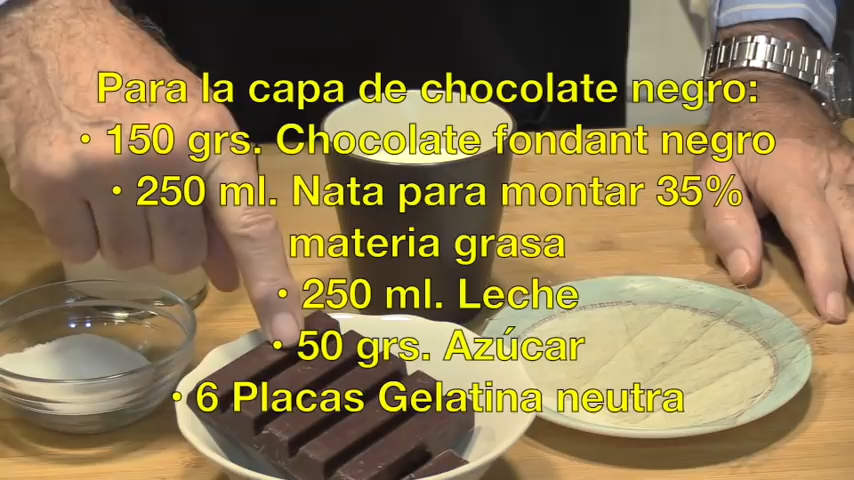 Para la capa de chocolate negro:
• 150 grs. Chocolate fondant negro
• 250 ml. Nata para montar 35%
materia grasa
• 250 ml. Leche
• 50 grs. Azúcar
• 6 Placas Gelatina neutra